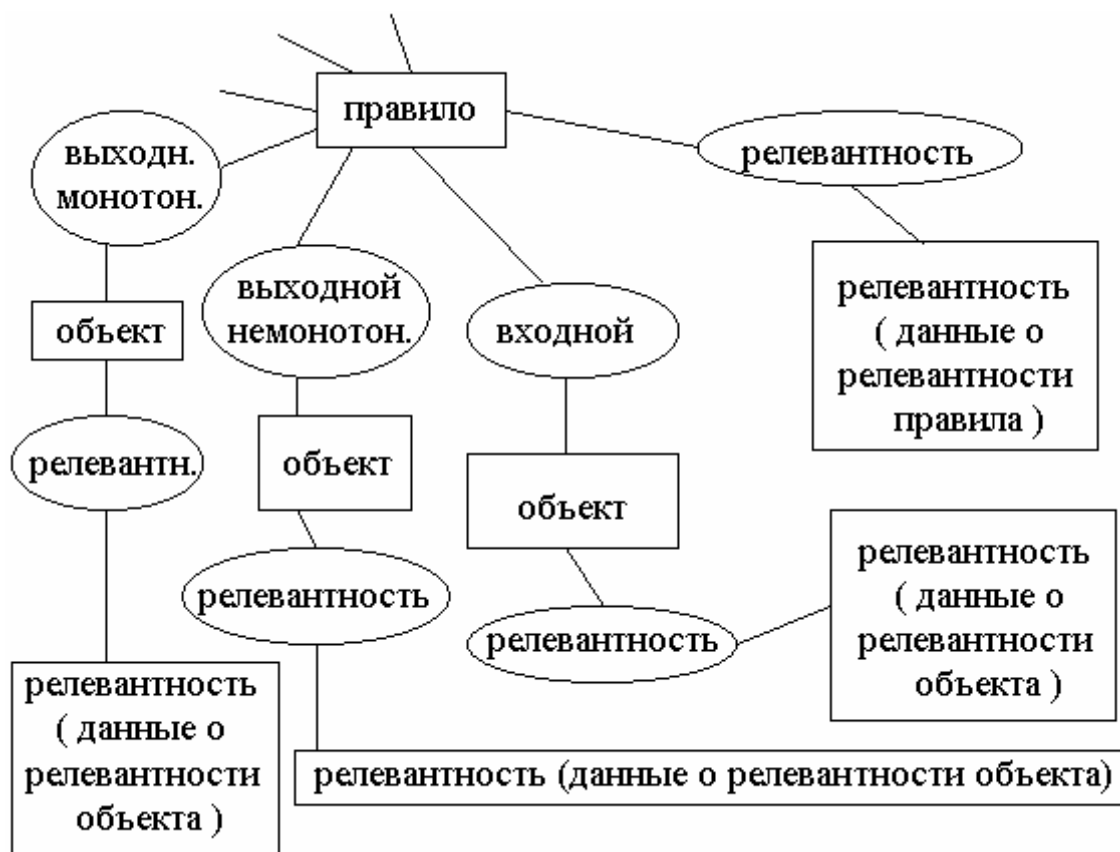 правило
выходн.
монотон.
релевантность
выходной
немонотон.
входной
релевантность
( данные о
релевантности
правила )
объект
релевантн.
объект
объект
релевантность
релевантность
релевантность
( данные о
релевантности
объекта )
релевантность
( данные о
релевантности
объекта )
релевантность (данные о релевантности объекта)